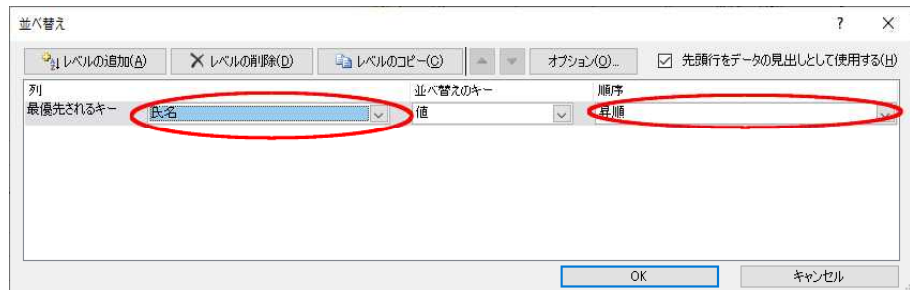 並べ替え ? ×
レベルの追加(A) レベルの削除(D) レベルのコピー(C) オプション(O)... 先頭行をデータの見出しとして使用する(H)
列 並べ替えのキー 順序
最優先されるキー 氏名 値 昇順
OK キャンセル